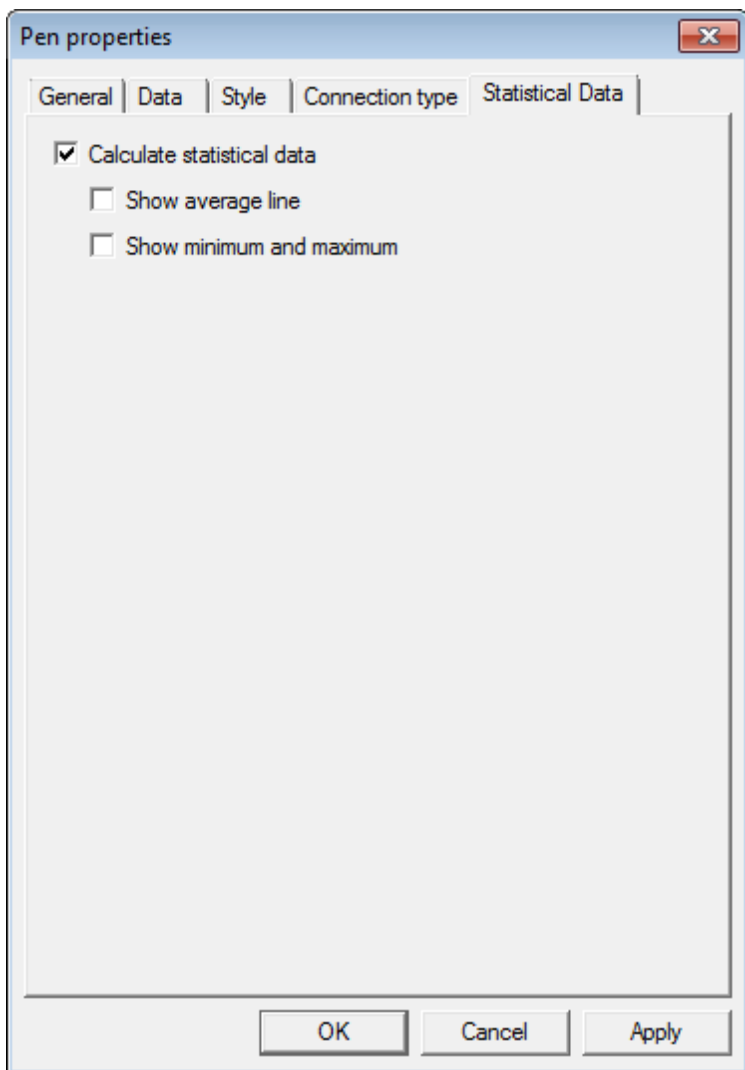 Pen properties
General Data Style Connection type Statistical Data
Calculate statistical data
Show average line
Show minimum and maximum
OK Cancel Apply